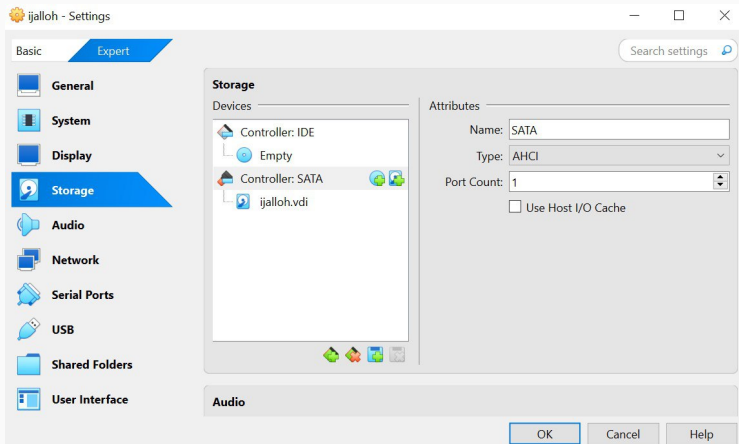 ijalloh - Settings
Basic
Expert
Search settings
General
System
Display
Storage
Audio
Network
Serial Ports
USB
Shared Folders
User Interface
Storage
Devices
Controller: IDE
Empty
Controller: SATA
ijalloh.vdi
Attributes
Name: SATA
Type: AHCI
Port Count: 1
Use Host I/O Cache
Audio
OK
Cancel
Help